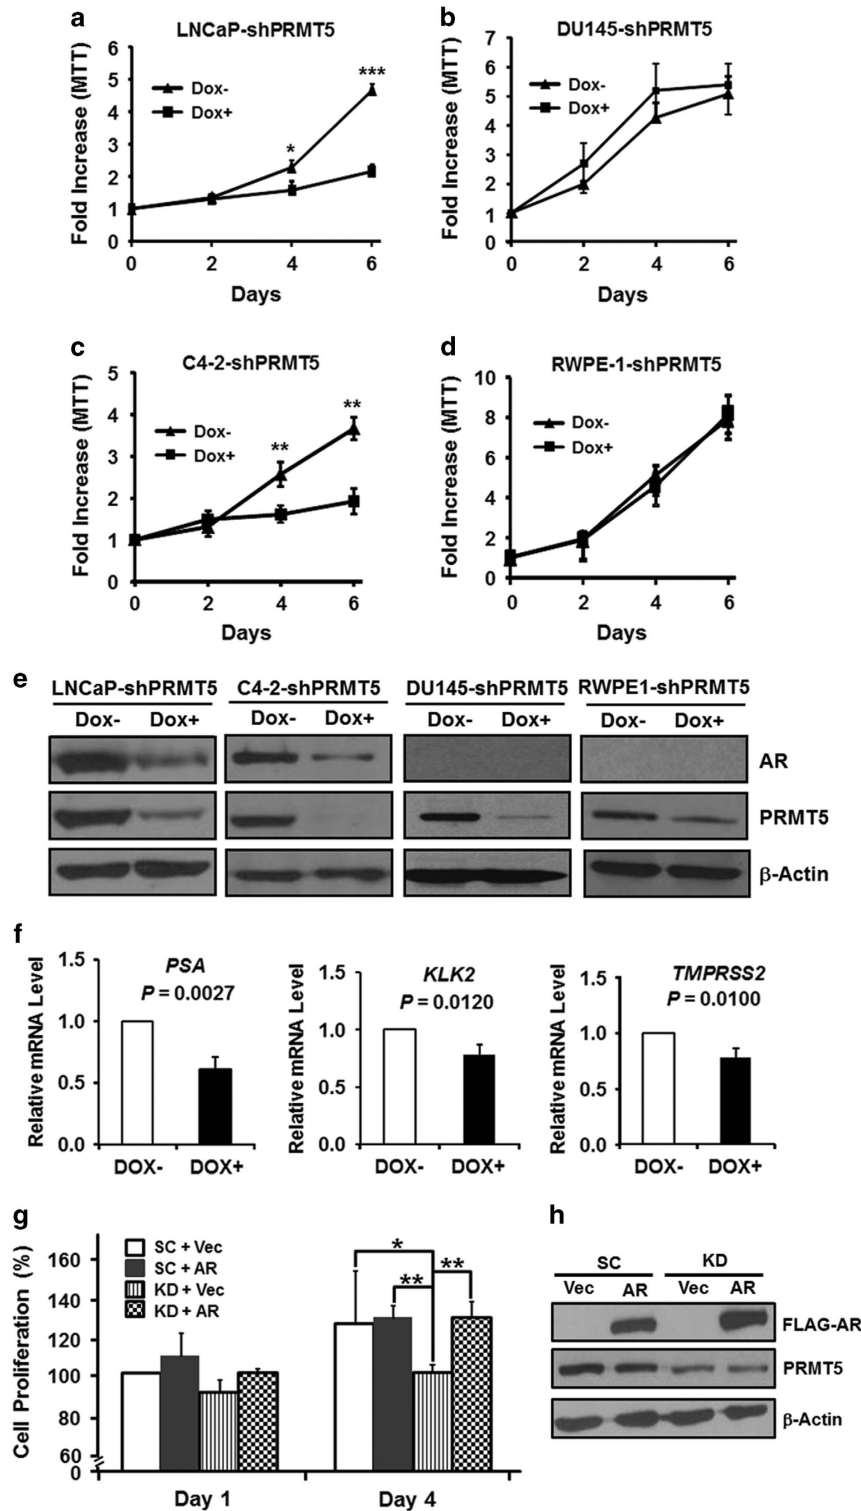 a
LNCaP-shPRMT5
Fold Increase (MTT)
6
5
4
3
2
1
0
Dox-
Dox+
*
***
0 2 4 6
Days
b
DU145-shPRMT5
Fold Increase (MTT)
7
6
5
4
3
2
1
0
Dox-
Dox+
0 2 4 6
Days
c
C4-2-shPRMT5
Fold Increase (MTT)
5
4
3
2
1
0
Dox-
Dox+
**
**
0 2 4 6
Days
d
RWPE-1-shPRMT5
Fold Increase (MTT)
10
8
6
4
2
0
Dox-
Dox+
0 2 4 6
Days
e
LNCaP-shPRMT5 C4-2-shPRMT5 DU145-shPRMT5 RWPE1-shPRMT5
Dox- Dox+ Dox- Dox+ Dox- Dox+ Dox- Dox+
AR
PRMT5
β-Actin
f
Relative mRNA Level
1.5
1.0
0.5
0.0
PSA
P = 0.0027
DOX- DOX+
Relative mRNA Level
1.5
1.0
0.5
0.0
KLK2
P = 0.0120
DOX- DOX+
Relative mRNA Level
1.5
1.0
0.5
0.0
TMPRSS2
P = 0.0100
DOX- DOX+
g
Cell Proliferation (%)
160
140
120
100
80
60
0
SC + Vec
SC + AR
KD + Vec
KD + AR
*
**
**
Day 1 Day 4
h
SC KD
Vec AR Vec AR
FLAG-AR
PRMT5
β-Actin